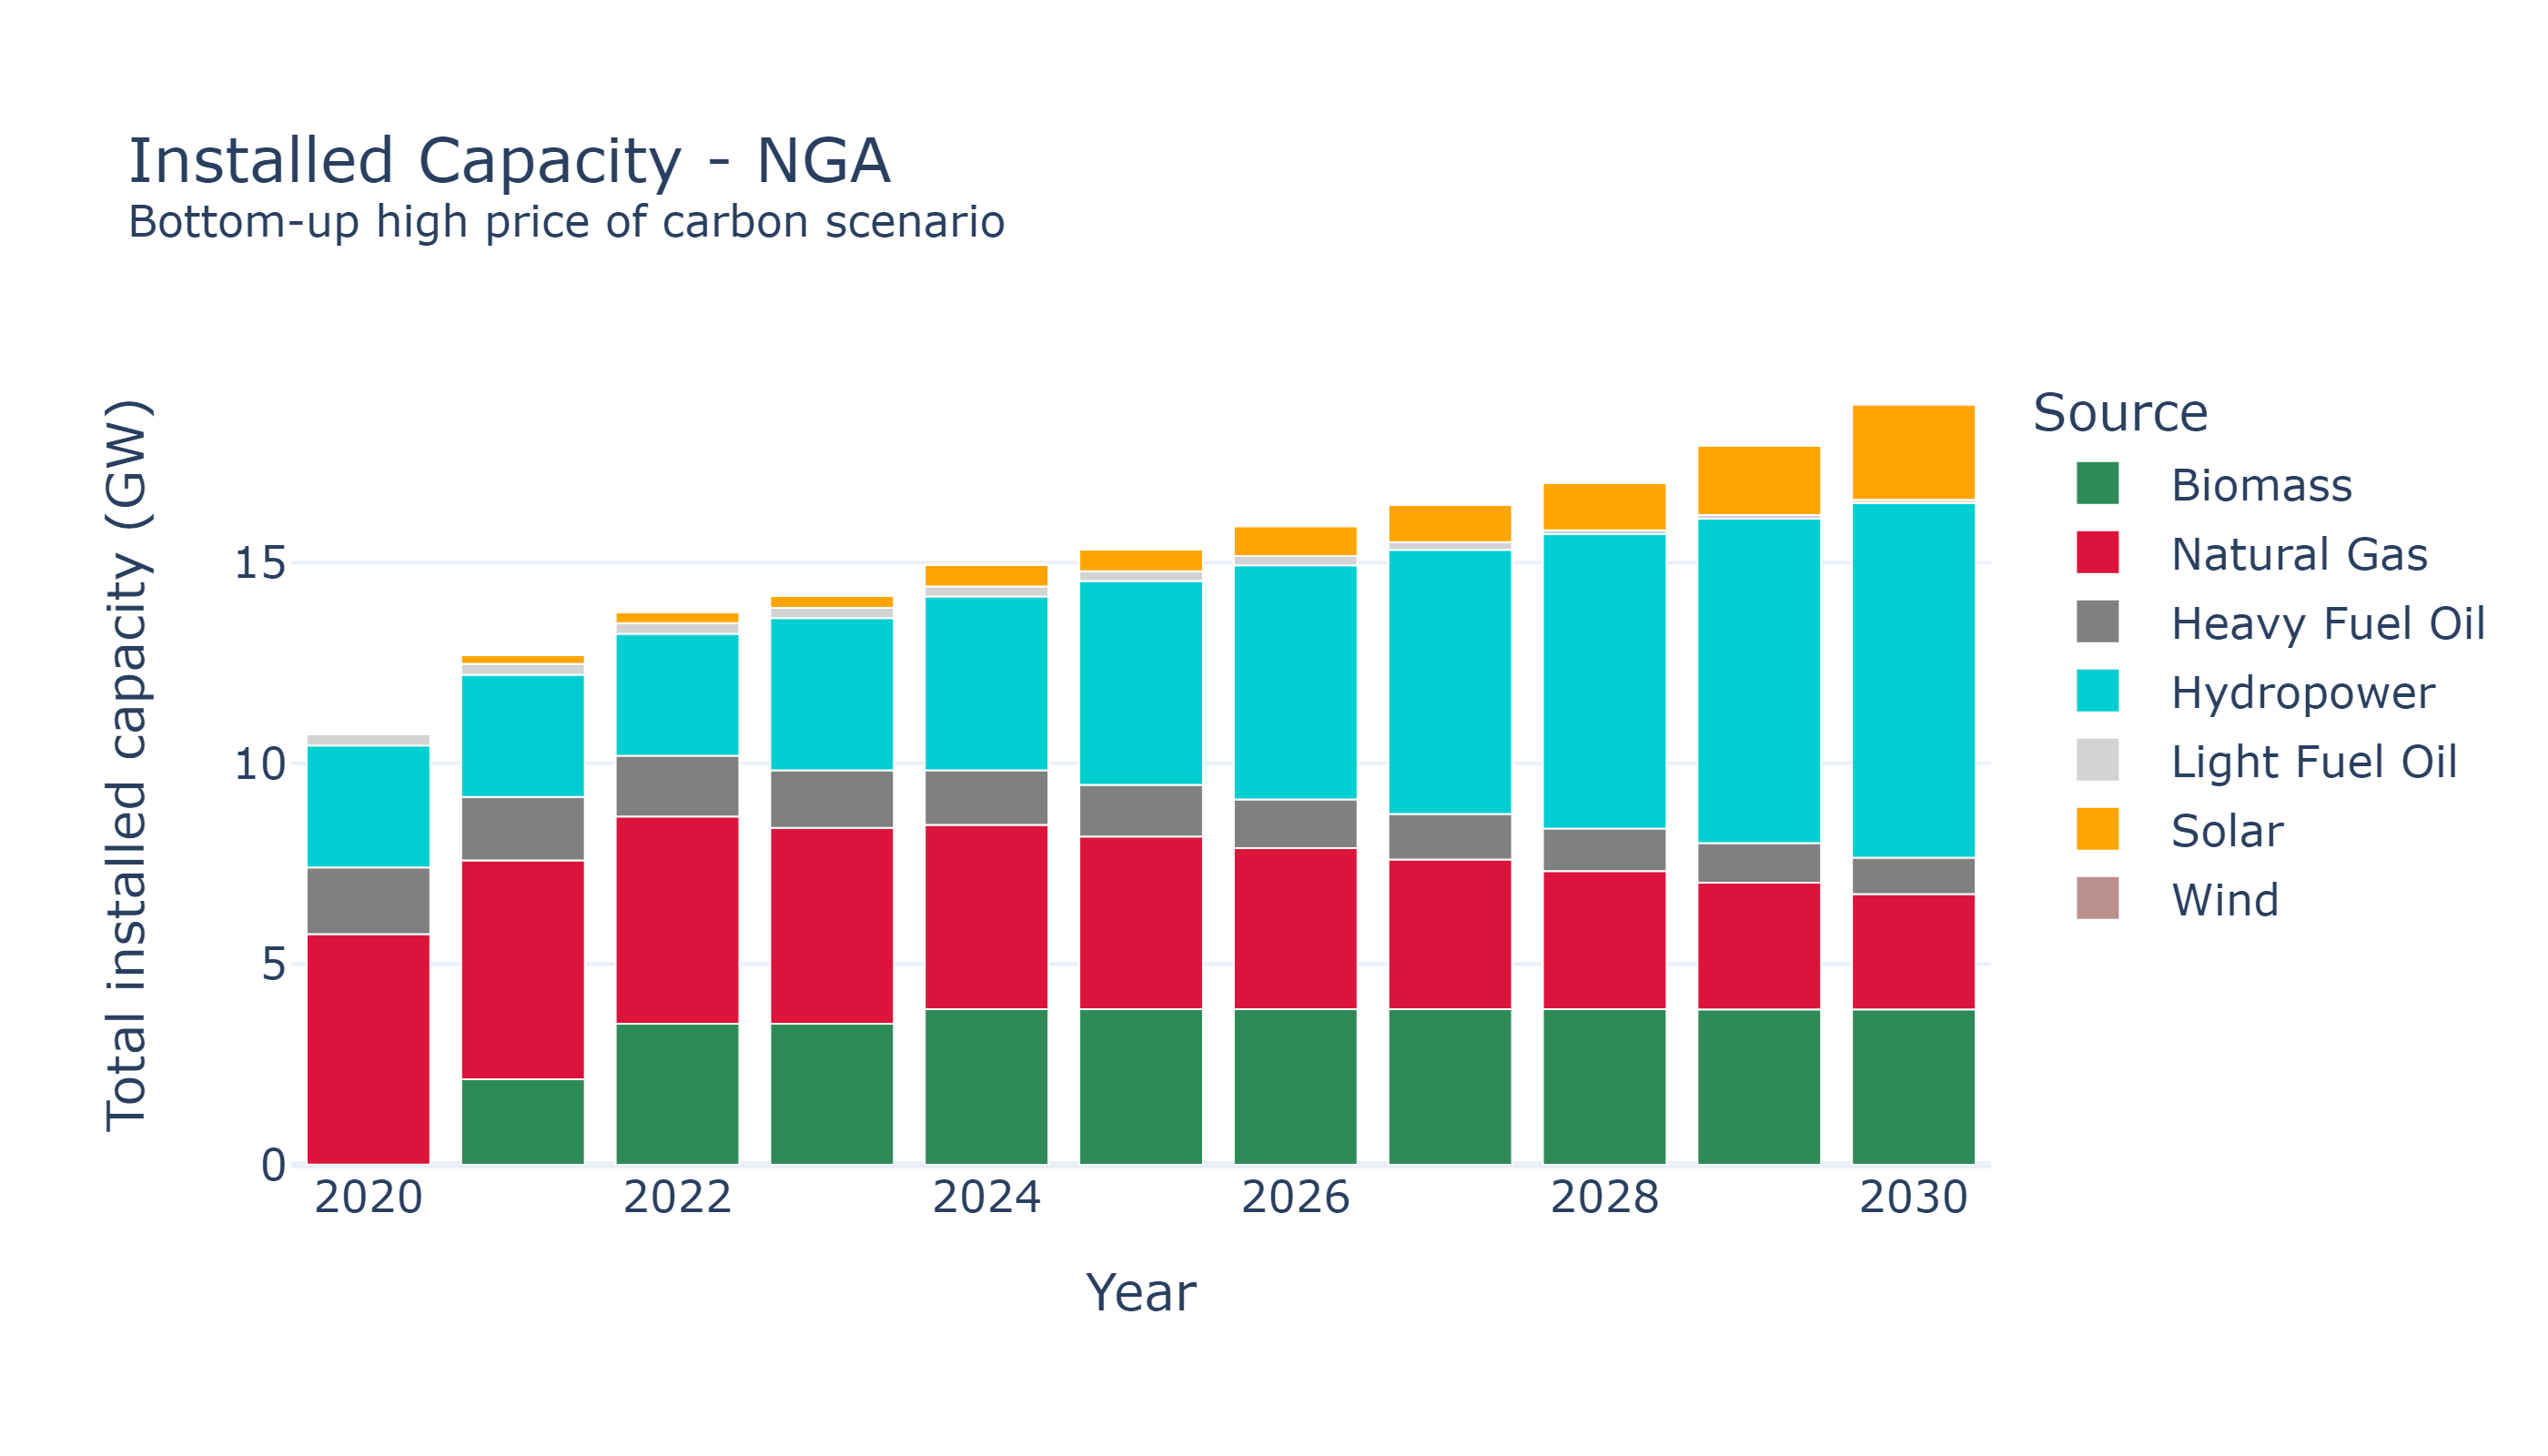 Installed Capacity - NGA
Bottom-up high price of carbon scenario
Total installed capacity (GW)
15
10
5
0
2020 2022 2024 2026 2028 2030
Year
Source
Biomass
Natural Gas
Heavy Fuel Oil
Hydropower
Light Fuel Oil
Solar
Wind